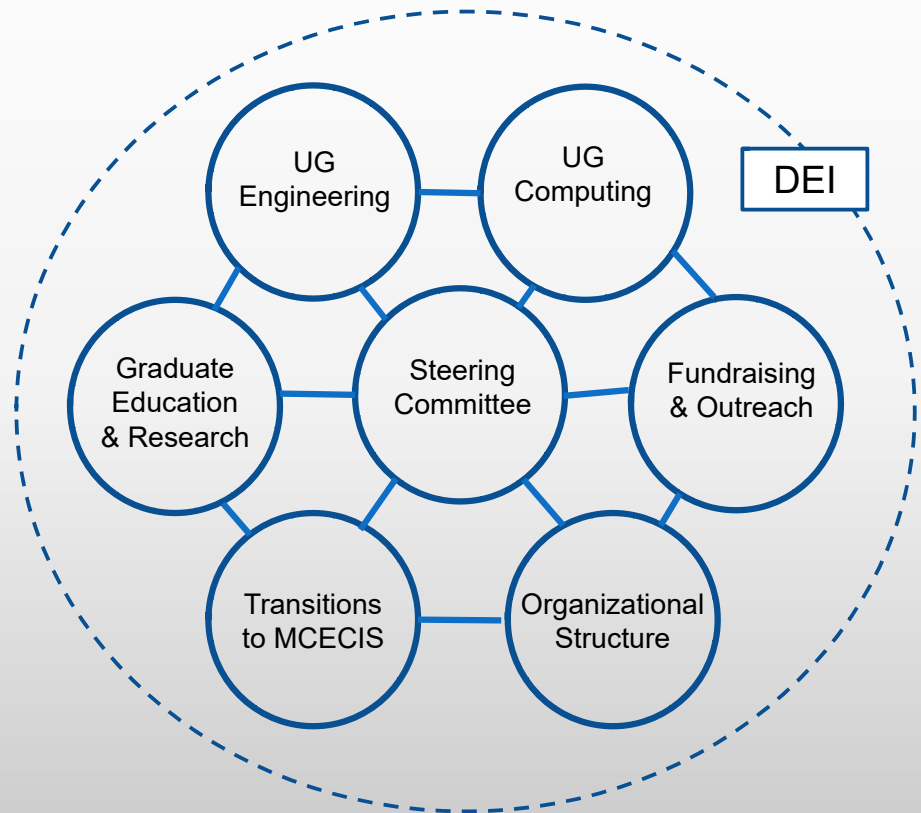 UG
Engineering
UG
Computing
DEI
Graduate
Education
& Research
Steering
Committee
Fundraising
& Outreach
Transitions
to MCECIS
Organizational
Structure